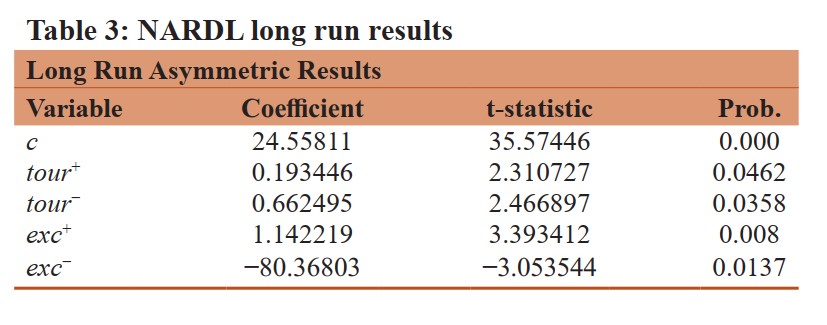 Table 3: NARDL long run results
Long Run Asymmetric Results
Variable Coefficient t-statistic Prob.
c 24.55811 35.57446 0.000
tour⁺ 0.193446 2.310727 0.0462
tour⁻ 0.662495 2.466897 0.0358
exc⁺ 1.142219 3.393412 0.008
exc⁻ −80.36803 −3.053544 0.0137